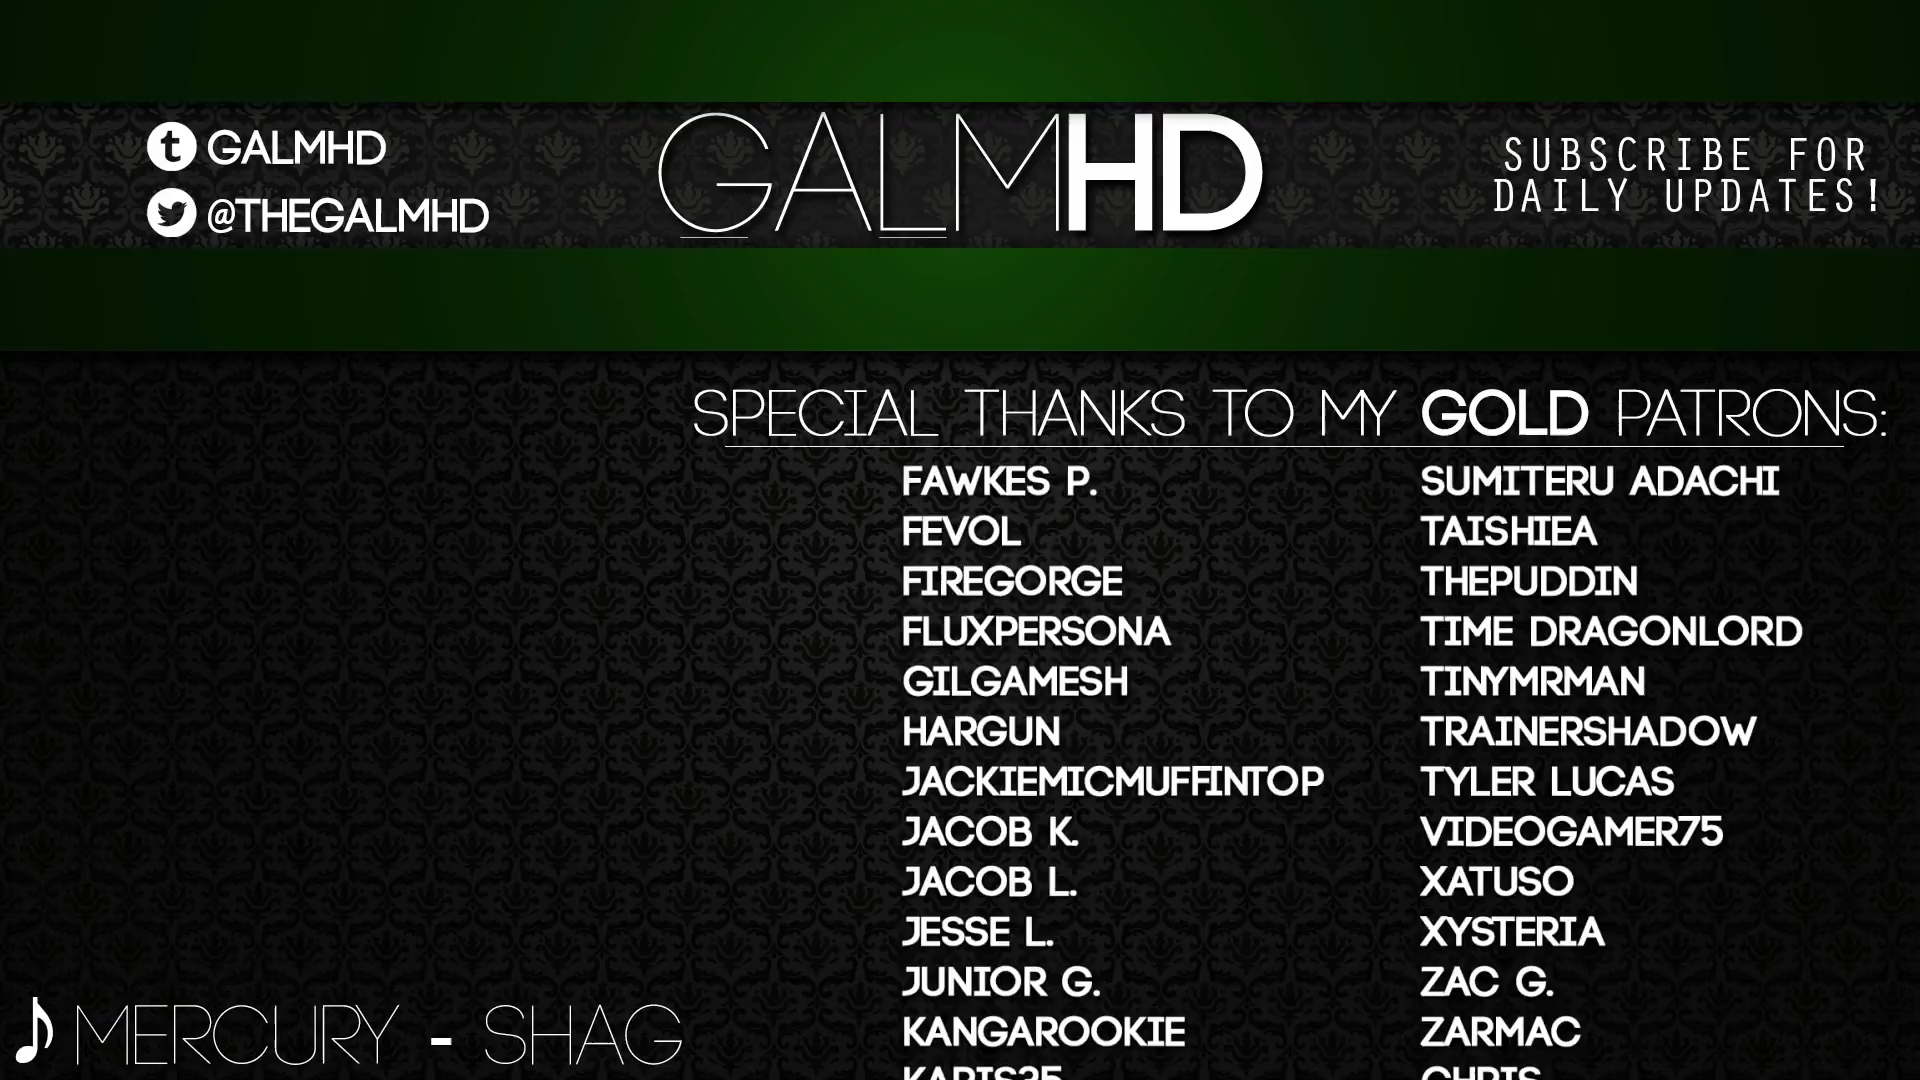 GALMHD
@THEGALMHD
GALMHD
SUBSCRIBE FOR
DAILY UPDATES!
SPECIAL THANKS TO MY GOLD PATRONS:
FAWKES P.
FEVOL
FIREGORGE
FLUXPERSONA
GILGAMESH
HARGUN
JACKIEMICMUFFINTOP
JACOB K.
JACOB L.
JESSE L.
JUNIOR G.
KANGAROOKIE
SUMITERU ADACHI
TAISHIEA
THEPUDDIN
TIME DRAGONLORD
TINYMRMAN
TRAINERSHADOW
TYLER LUCAS
VIDEOGAMER75
XATUSO
XYSTERIA
ZAC G.
ZARMAC
CHRIS
MERCURY - SHAG